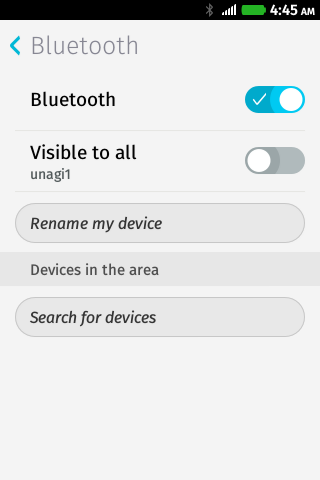 4:45 AM
Bluetooth
Bluetooth
Visible to all
unagi1
Rename my device
Devices in the area
Search for devices